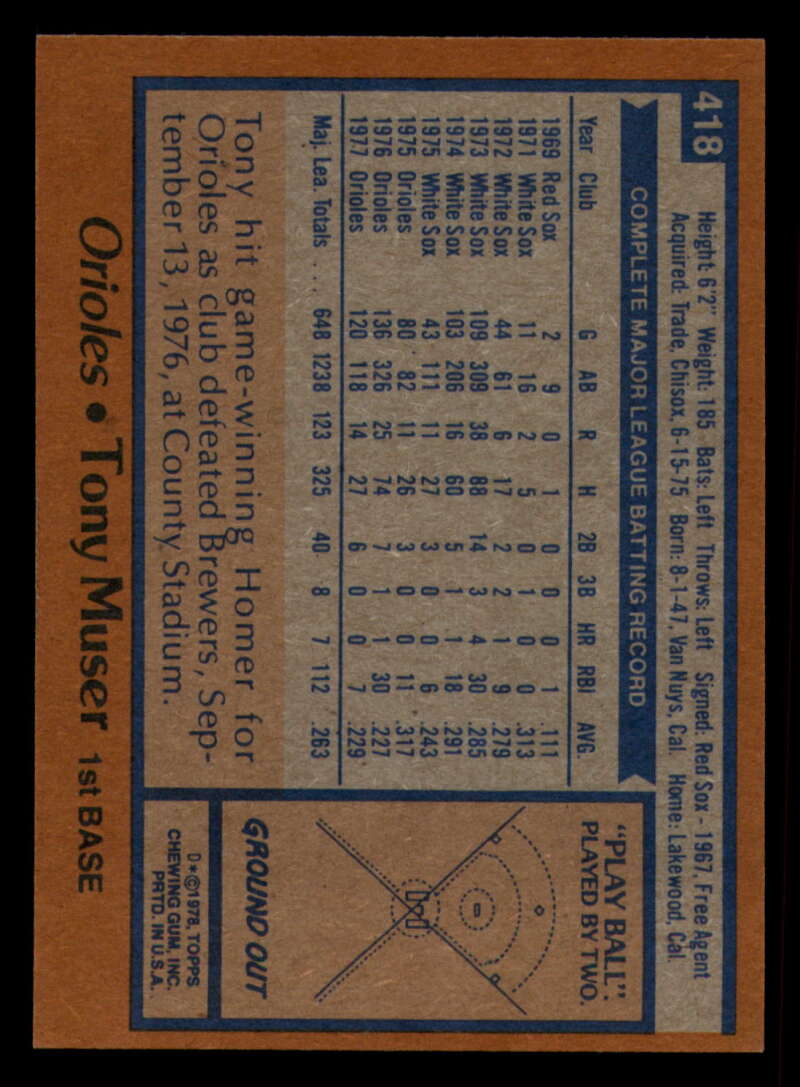 418
Height 6'2" Weight: 185 Bats: Left Throws: Left Signed: Red Sox - 1967, Free Agent
Acquired: Trade, Chisox, 6-15-75 Born: 8-1-47, Van Nuys, Cal. Home: Lakewood, Cal.
COMPLETE MAJOR LEAGUE BATTING RECORD
Year Club G AB R H 2B 3B HR RBI AVG.
1969 Red Sox 2 9 0 1 0 0 0 1 .111
1971 White Sox 11 16 2 5 0 1 0 0 .313
1972 White Sox 44 61 6 17 2 2 1 9 .279
1973 White Sox 109 309 38 88 14 3 4 30 .285
1974 White Sox 103 206 16 60 5 1 1 18 .291
1975 White Sox 43 111 11 27 3 0 0 6 .243
1975 Orioles 80 82 11 26 3 0 0 11 .317
1976 Orioles 136 326 25 74 7 1 1 30 .227
1977 Orioles 120 118 14 27 6 0 0 7 .229
Maj. Lea. Totals .... 648 1238 123 325 40 8 7 112 .263
Tony hit game-winning Homer for
Orioles as club defeated Brewers, Sep-
tember 13, 1976, at County Stadium.
"PLAY BALL".
PLAYED BY TWO.
GROUND OUT
D*©1978, TOPPS
CHEWING GUM, INC.
PRTD. IN U.S.A.
Orioles • Tony Muser 1st BASE